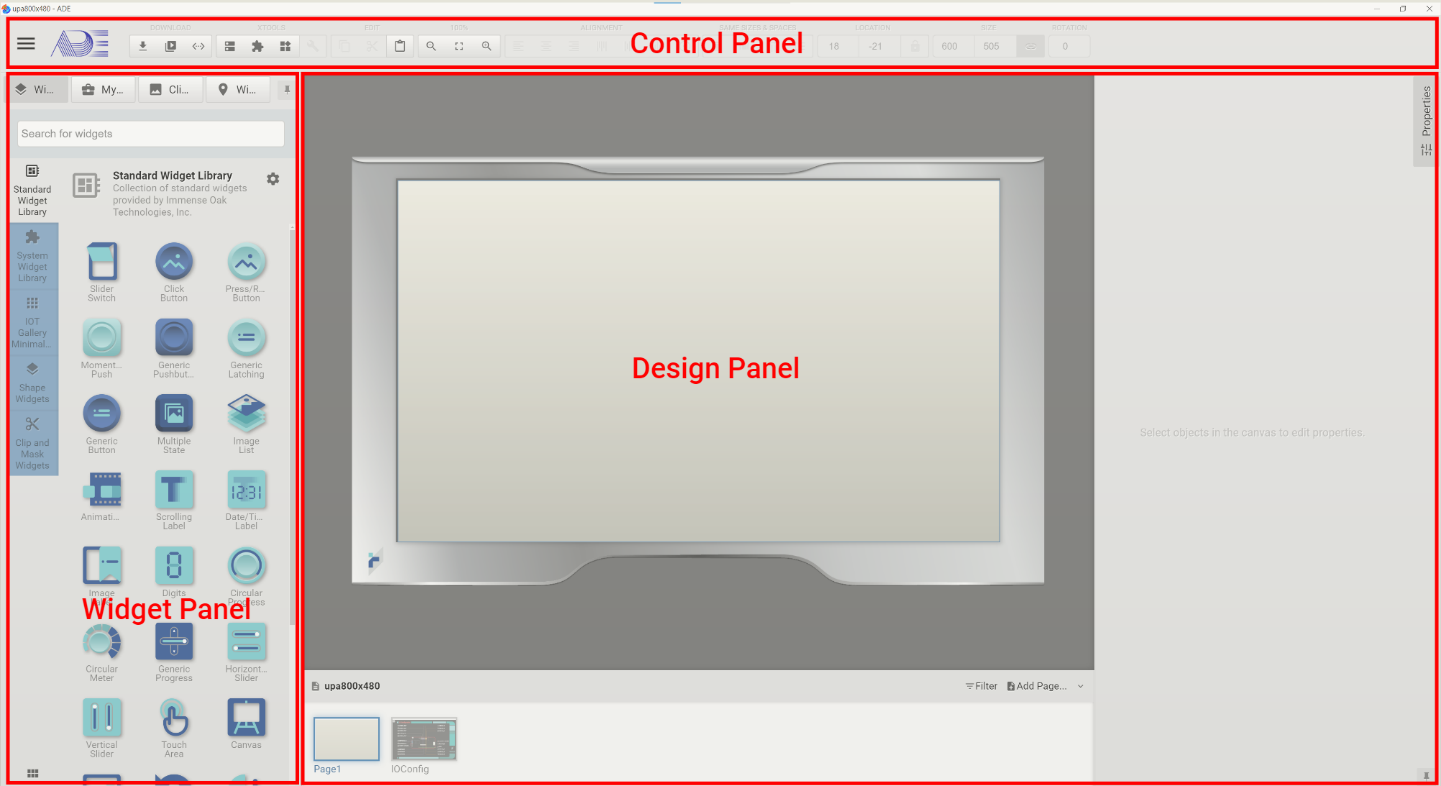 upa800x480 - ADE
DOWNLOAD XTOOLS EDIT 100% ALIGNMENT SAME SIZES & SPACES LOCATION SIZE ROTATION
ADE
Control Panel
16 -21 600 505 0
Wi... My... Cli... Wi...
Search for widgets
Standard
Widget
Library
System
Widget
Library
IOT
Gallery
Minimal...
Shape
Widgets
Clip and
Mask
Widgets
Standard Widget Library
Collection of standard widgets
provided by Immense Oak
Technologies, Inc.
Slider
Switch
Click
Button
Press/R...
Button
Moment...
Push
Generic
Pushbut...
Generic
Latching
Generic
Button
Multiple
State
Image
List
Animati...
Scrolling
Label
12:31
Date/Ti...
Label
Image
Digits
Circular
Progress
Widget Panel
Circular
Meter
Generic
Progress
Horizont...
Slider
Vertical
Slider
Touch
Area
Canvas
Design Panel
Properties
Select objects in the canvas to edit properties.
upa800x480
Filter Add Page...
Page1
IOConfig